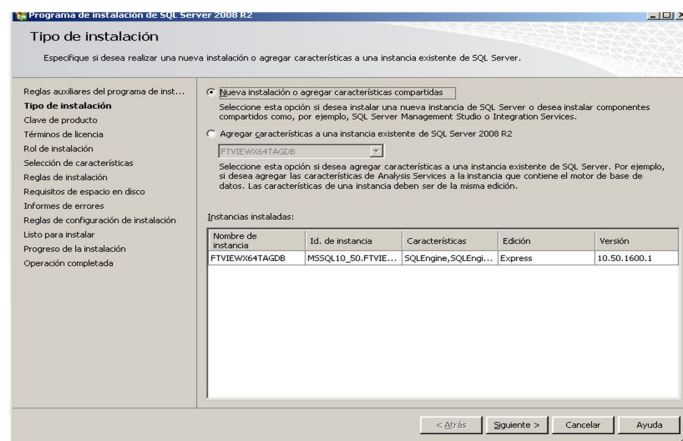 Programa de instalación de SQL Server 2008 R2
Tipo de instalación
Especifique si desea realizar una nueva instalación o agregar características a una instancia existente de SQL Server.
Reglas auxiliares del programa de inst...
Tipo de instalación
Clave de producto
Términos de licencia
Rol de instalación
Selección de características
Reglas de instalación
Requisitos de espacio en disco
Informes de errores
Reglas de configuración de instalación
Listo para instalar
Progreso de la instalación
Operación completada
Nueva instalación o agregar características compartidas
Seleccione esta opción si desea instalar una nueva instancia de SQL Server o desea instalar componentes
compartidos como, por ejemplo, SQL Server Management Studio o Integration Services.
Agregar características a una instancia existente de SQL Server 2008 R2
FTVIEWX64TAGDB
Seleccione esta opción si desea agregar características a una instancia existente de SQL Server. Por ejemplo,
si desea agregar las características de Analysis Services a la instancia que contiene el motor de base de
datos. Las características de una instancia deben ser de la misma edición.
Instancias instaladas:
Nombre de instancia Id. de instancia Características Edición Versión
FTVIEWX64TAGDB MSSQL10_50.FTVIE... SQLEngine,SQLEngi... Express 10.50.1600.1
< Atrás Siguiente > Cancelar Ayuda